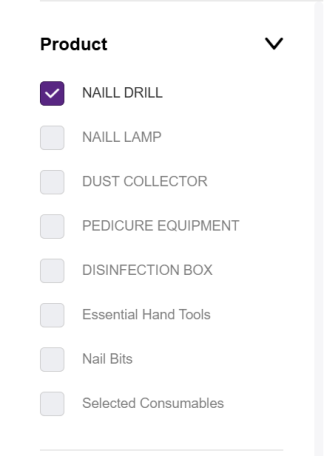 Product
NAILL DRILL
NAILL LAMP
DUST COLLECTOR
PEDICURE EQUIPMENT
DISINFECTION BOX
Essential Hand Tools
Nail Bits
Selected Consumables